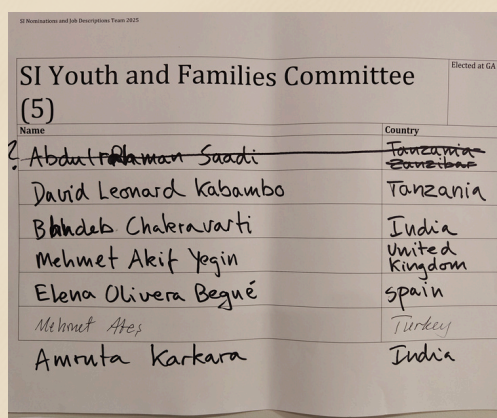 SI Nominations and Job Descriptions Team 2025
SI Youth and Families Committee
(5)
Elected at GA
Name Country
? Abdulrahman Saadi Tanzania-
Zanzibar
David Leonard Kabambo Tanzania
Chakravarti India
Mehmet Akif Yegin United
Kingdom
Elena Olivera Begué Spain
Mehmet Ateş Turkey
Amruta Karkara India